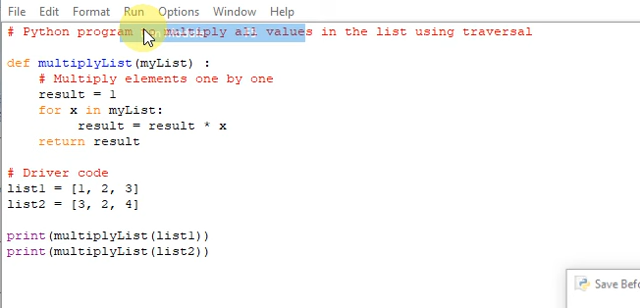 File Edit Format Run Options Window Help
# Python program to multiply all values in the list using traversal
def multiplyList(myList) :
# Multiply elements one by one
result = 1
for x in myList:
result = result * x
return result
# Driver code
list1 = [1, 2, 3]
list2 = [3, 2, 4]
print(multiplyList(list1))
print(multiplyList(list2))
Save Befo